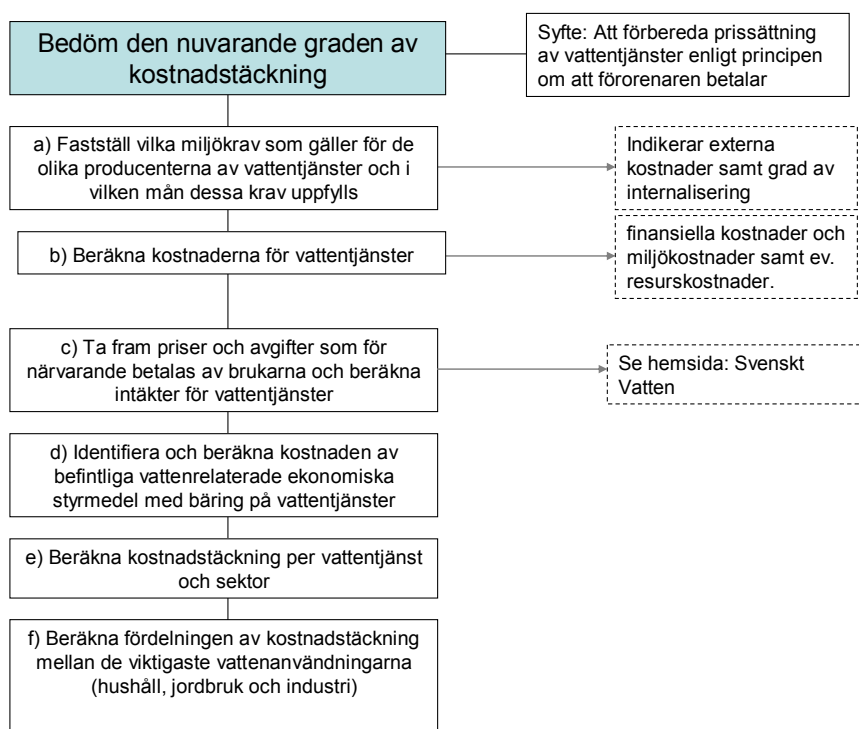 Bedöm den nuvarande graden av
kostnadstäckning
Syfte: Att förbereda prissättning
av vattentjänster enligt principen
om att förorenaren betalar
a) Fastställ vilka miljökrav som gäller för de
olika producenterna av vattentjänster och i
vilken mån dessa krav uppfylls
Indikerar externa
kostnader samt grad av
internalisering
b) Beräkna kostnaderna för vattentjänster
finansiella kostnader och
miljökostnader samt ev.
resurskostnader.
c) Ta fram priser och avgifter som för
närvarande betalas av brukarna och beräkna
intäkter för vattentjänster
Se hemsida: Svenskt
Vatten
d) Identifiera och beräkna kostnaden av
befintliga vattenrelaterade ekonomiska
styrmedel med bäring på vattentjänster
e) Beräkna kostnadstäckning per vattentjänst
och sektor
f) Beräkna fördelningen av kostnadstäckning
mellan de viktigaste vattenanvändningarna
(hushåll, jordbruk och industri)